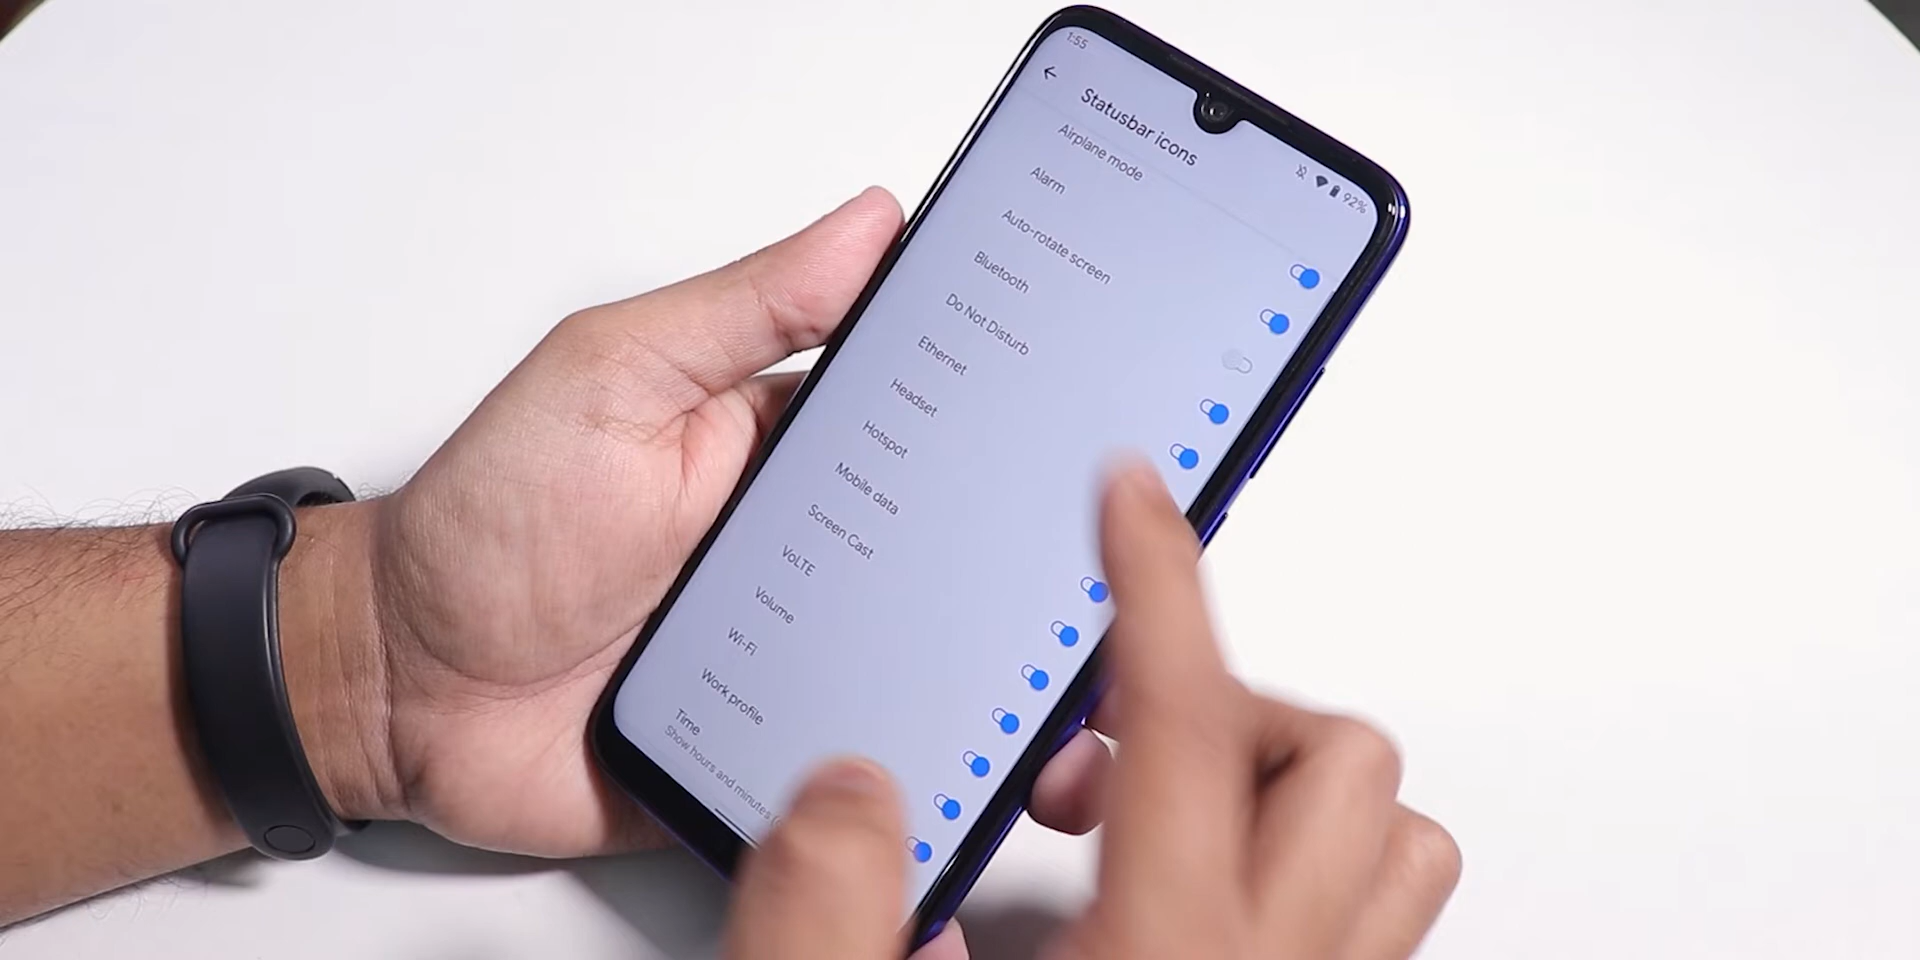 1:55
92%
Statusbar icons
Airplane mode
Alarm
Auto-rotate screen
Bluetooth
Do Not Disturb
Ethernet
Headset
Hotspot
Mobile data
Screen Cast
VoLTE
Volume
Wi-Fi
Work profile
Time
Show hours and minutes (